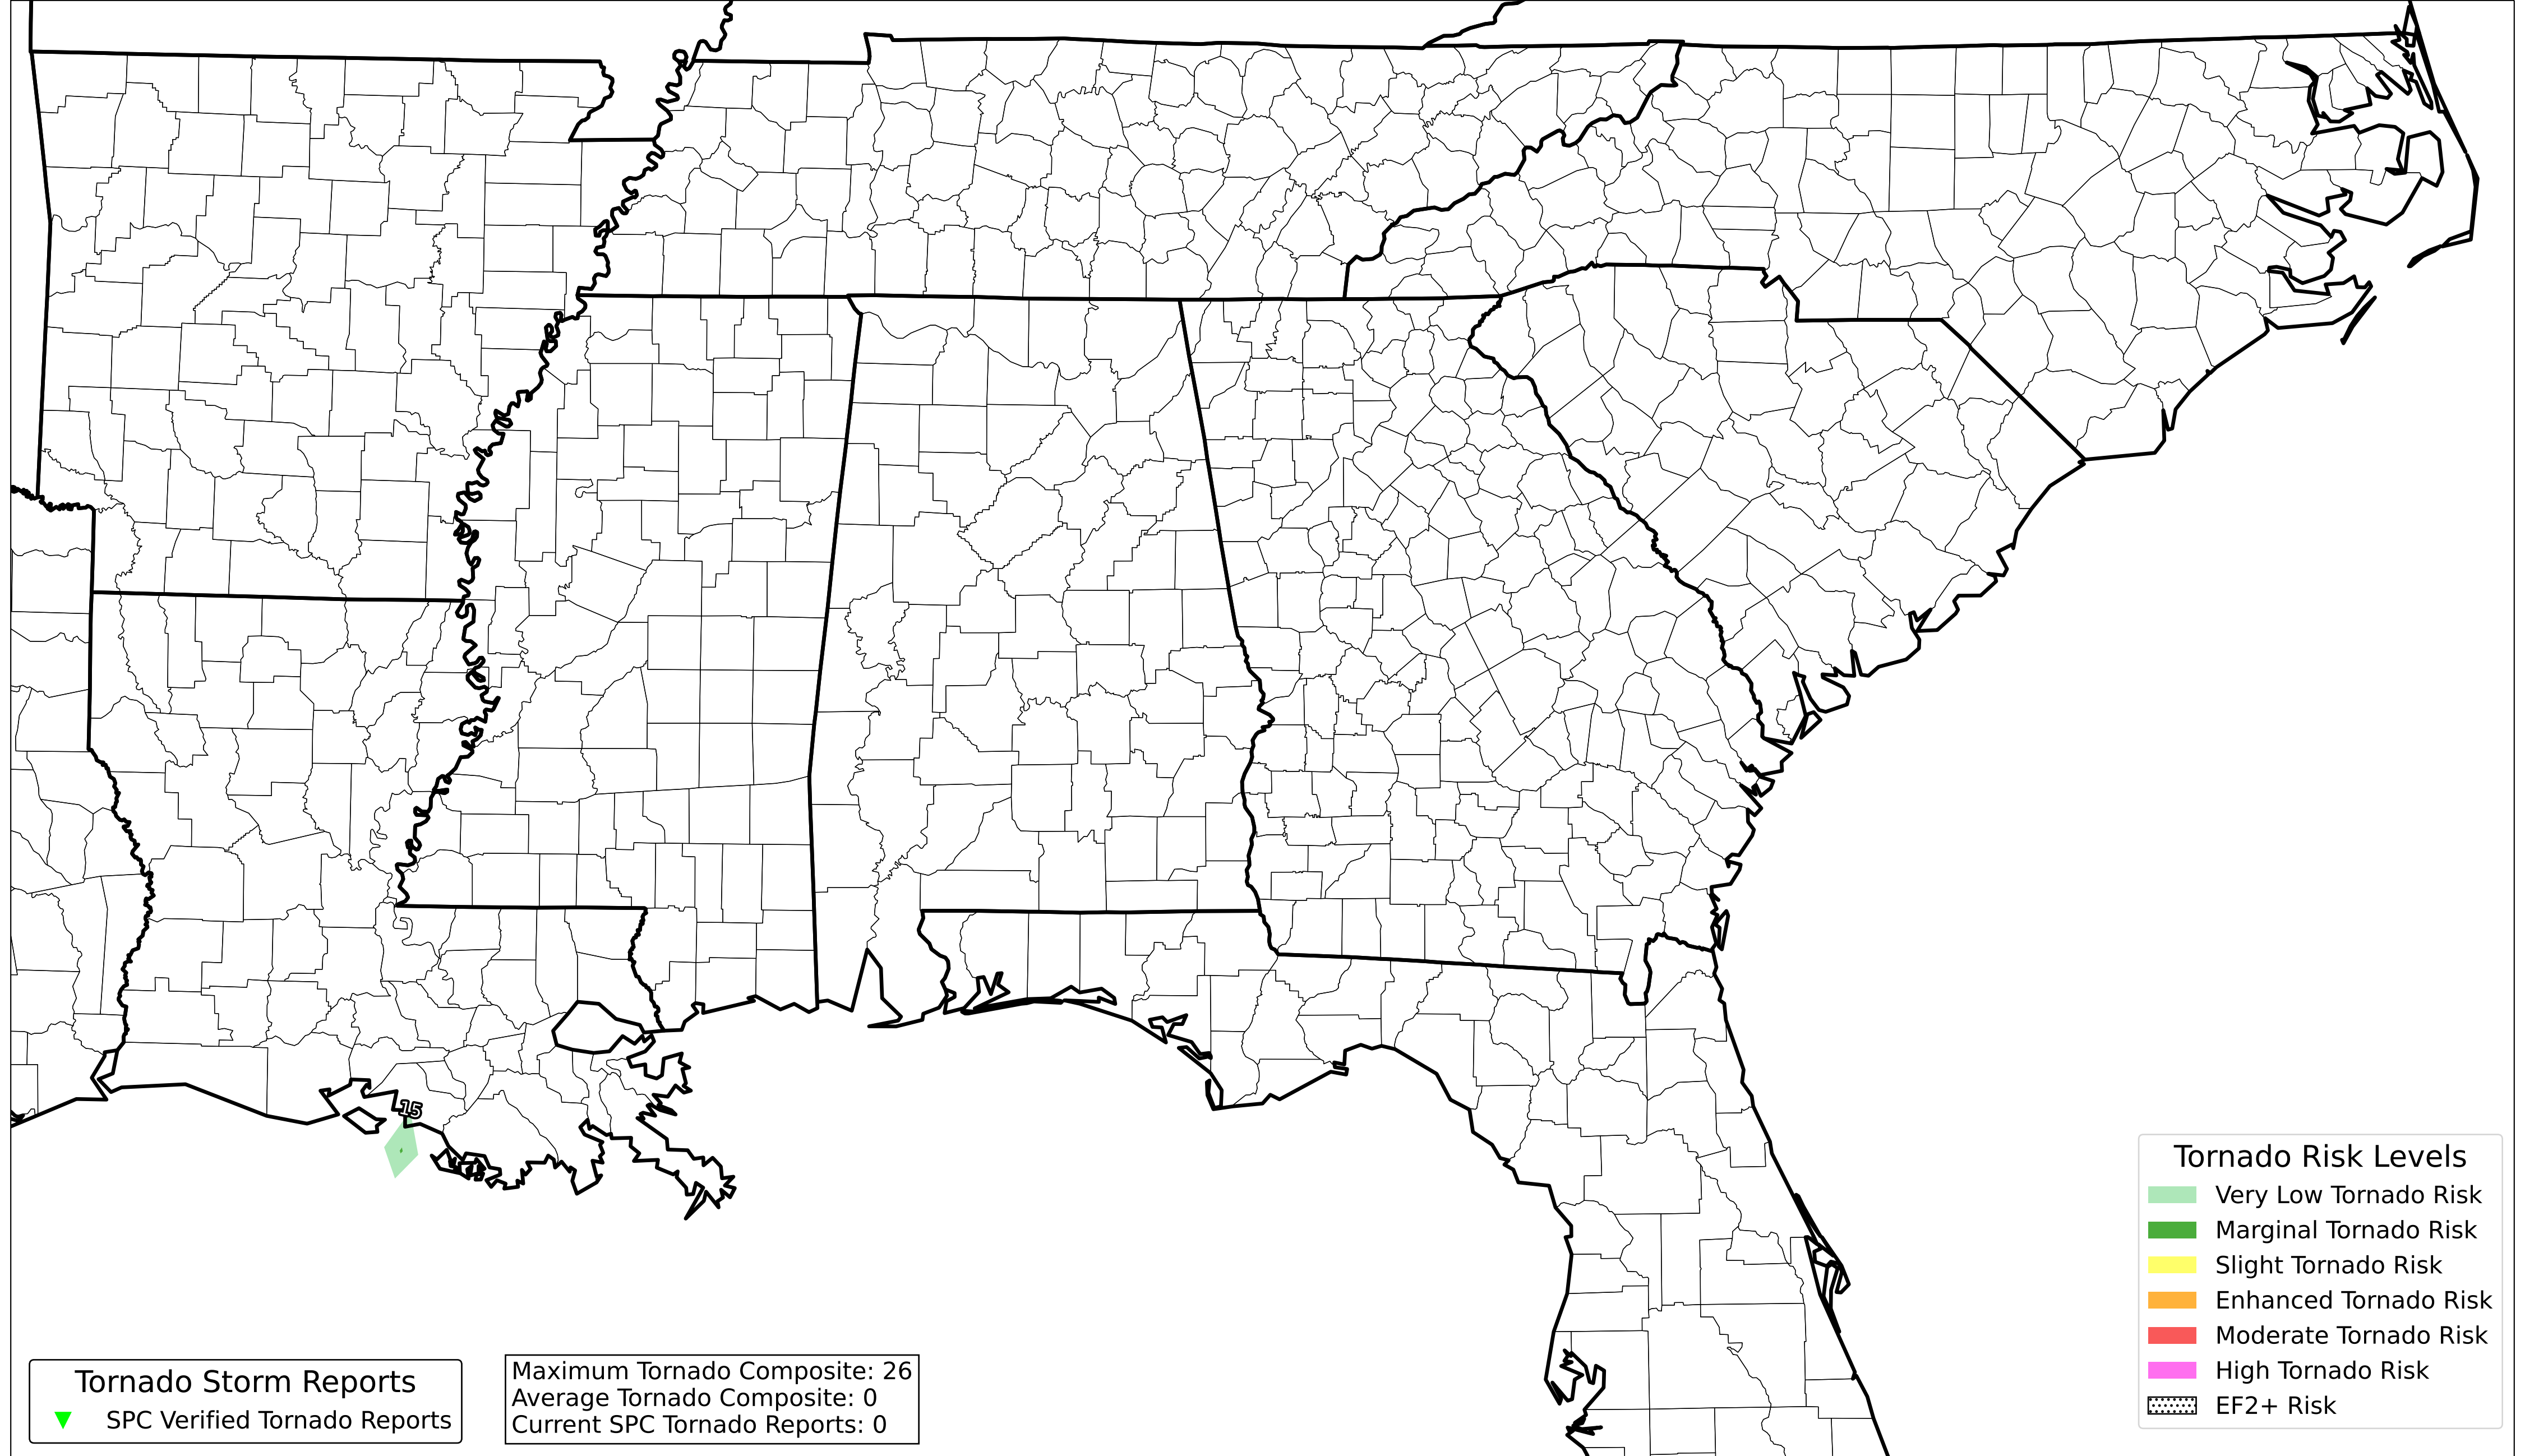 15
Tornado Storm Reports
SPC Verified Tornado Reports
Maximum Tornado Composite: 26
Average Tornado Composite: 0
Current SPC Tornado Reports: 0
Tornado Risk Levels
Very Low Tornado Risk
Marginal Tornado Risk
Slight Tornado Risk
Enhanced Tornado Risk
Moderate Tornado Risk
High Tornado Risk
EF2+ Risk